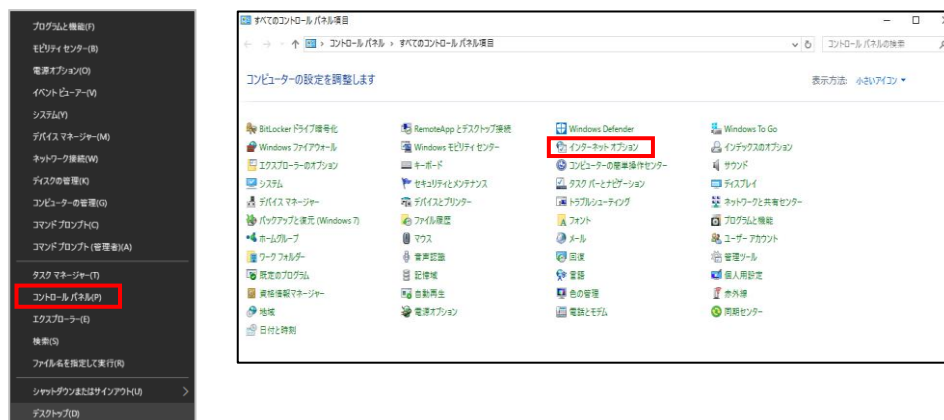 プログラムと機能(F)
モビリティ センター(B)
電源オプション(O)
イベント ビューアー(V)
システム(Y)
デバイス マネージャー(M)
ネットワーク接続(W)
ディスクの管理(K)
コンピューターの管理(G)
コマンド プロンプト(C)
コマンド プロンプト (管理者)(A)
タスク マネージャー(T)
コントロール パネル(P)
エクスプローラー(E)
検索(S)
ファイル名を指定して実行(R)
シャットダウンまたはサインアウト(U)
デスクトップ(D)
すべてのコントロール パネル項目
コントロール パネル › すべてのコントロール パネル項目
コントロール パネルの検索
コンピューターの設定を調整します
表示方法: 小さいアイコン
BitLocker ドライブ暗号化 RemoteApp とデスクトップ接続 Windows Defender Windows To Go
Windows ファイアウォール Windows モビリティ センター インターネット オプション インデックスのオプション
エクスプローラーのオプション キーボード コンピューターの簡単操作センター サウンド
システム セキュリティとメンテナンス タスク バーとナビゲーション ディスプレイ
デバイス マネージャー デバイスとプリンター トラブルシューティング ネットワークと共有センター
バックアップと復元 (Windows 7) ファイル履歴 フォント プログラムと機能
ホームグループ マウス メール ユーザー アカウント
ワーク フォルダー 音声認識 回復 管理ツール
既定のプログラム 記憶域 言語 個人用設定
資格情報マネージャー 自動再生 色の管理 赤外線
地域 電源オプション 電話とモデム 同期センター
日付と時刻